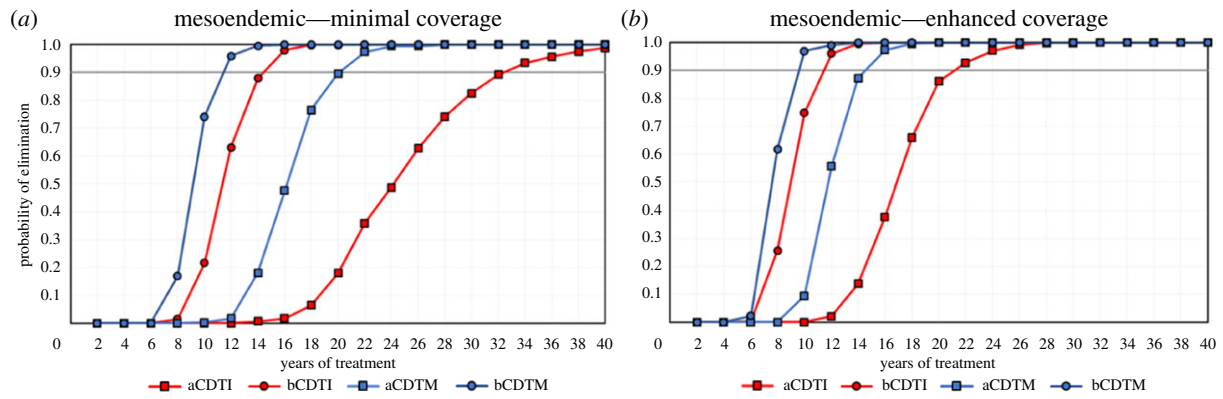 (a) mesoendemic—minimal coverage
1.0
0.9
0.8
0.7
0.6
0.9
0.4
0.3
0.2
0.1
probability of elimination
0 2 4 6 8 10 12 14 16 18 20 22 24 26 28 30 32 34 36 38 40
years of treatment
aCDTI bCDTI aCDTM bCDTM
(b) mesoendemic—enhanced coverage
1.0
0.9
0.8
0.7
0.6
0.5
0.4
0.3
0.2
0.1
0 2 4 6 8 10 12 14 16 18 20 22 24 26 28 30 32 34 36 38 40
years of treatment
aCDTI bCDTI aCDTM bCDTM